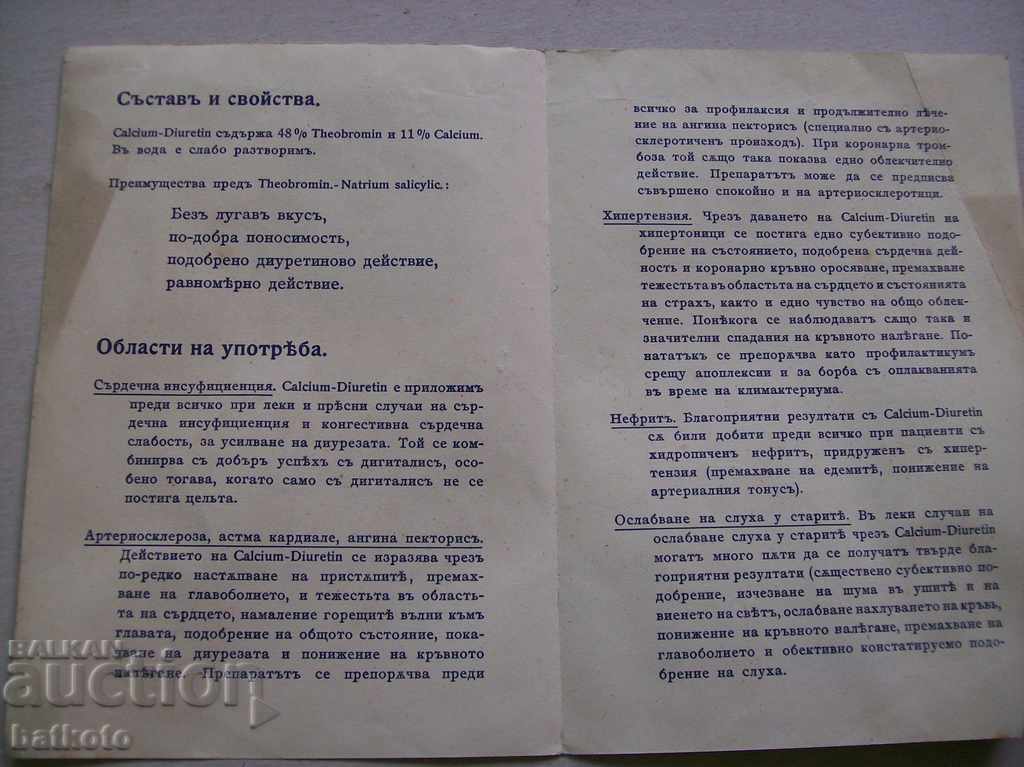 Съставъ и свойства.
Calcium-Diuretin съдържа 48% Theobromin и 11% Calcium.
Въ вода е слабо разтворимъ.
Преимущества предъ Theobromin.-Natrium salicylic.:
Безъ лугавъ вкусъ,
по-добра поносимость,
подобрено диуретиново действие,
равномѣрно действие.
Области на употрѣба.
Сърдечна инсуфициенция. Calcium-Diuretin е приложимъ
преди всичко при леки и прѣсни случаи на сър-
дечна инсуфициенция и конгестивна сърдечна
слабость, за усилване на диурезата. Той се ком-
бинирва съ добъръ успѣхъ съ дигиталисъ, осо-
бено тогава, когато само съ дигиталисъ не се
постига цельта.
Артериосклероза, астма кардиале, ангина пекторисъ.
Действието на Calcium-Diuretin се изразява чрезъ
по-редко настѫпване на пристѫпитѣ, премах-
ване на главоболието, и тежестьта въ область-
та на сърдцето, намаление горещитѣ вълни къмъ
главата, подобрение на общото състояние, пока-
чване на диурезата и понижение на кръвното
налѣгане. Препаратътъ се препорѫчва преди
всичко за профилаксия и продължително лѣче-
ние на ангина пекторисъ (специално съ артерио-
склеротиченъ произходъ). При коронарна тром-
боза той сѫщо така показва едно облекчително
действие. Препаратътъ може да се предписва
съвършено спокойно и на артериосклеротици.
Хипертензия. Чрезъ даването на Calcium-Diuretin на
хипертоници се постига едно субективно подо-
брение на състоянието, подобрена сърдечна дей-
ность и коронарно кръвно оросяване, премахване
тежестьта въ областьта на сърдцето и състоянията
на страхъ, както и едно чувство на общо облек-
чение. Понѣкога се наблюдаватъ сѫщо така и
значителни спадания на кръвното налѣгане. По-
нататъкъ се препорѫчва като профилактикумъ
срещу апоплексии и за борба съ оплакванията
въ време на климактериума.
Нефритъ. Благоприятни резултати съ Calcium-Diuretin
сѫ били добити преди всичко при пациенти съ
хидропиченъ нефритъ, придруженъ съ хипер-
тензия (премахване на едемитѣ, понижение на
артериалния тонусъ).
Ослабване на слуха у старитѣ. Въ леки случаи на
ослабване слуха у старитѣ чрезъ Calcium-Diuretin
могатъ много пѫти да се получатъ твърде бла-
гоприятни резултати (сѫществено субективно по-
добрение, изчезване на шума въ ушитѣ и на
виенето на свѣтъ, ослабване нахлуването на кръвь,
понижение на кръвното налѣгане, премахване на
главоболието и обективно констатируемо подо-
брение на слуха.
BALKAN
auction
batkoto